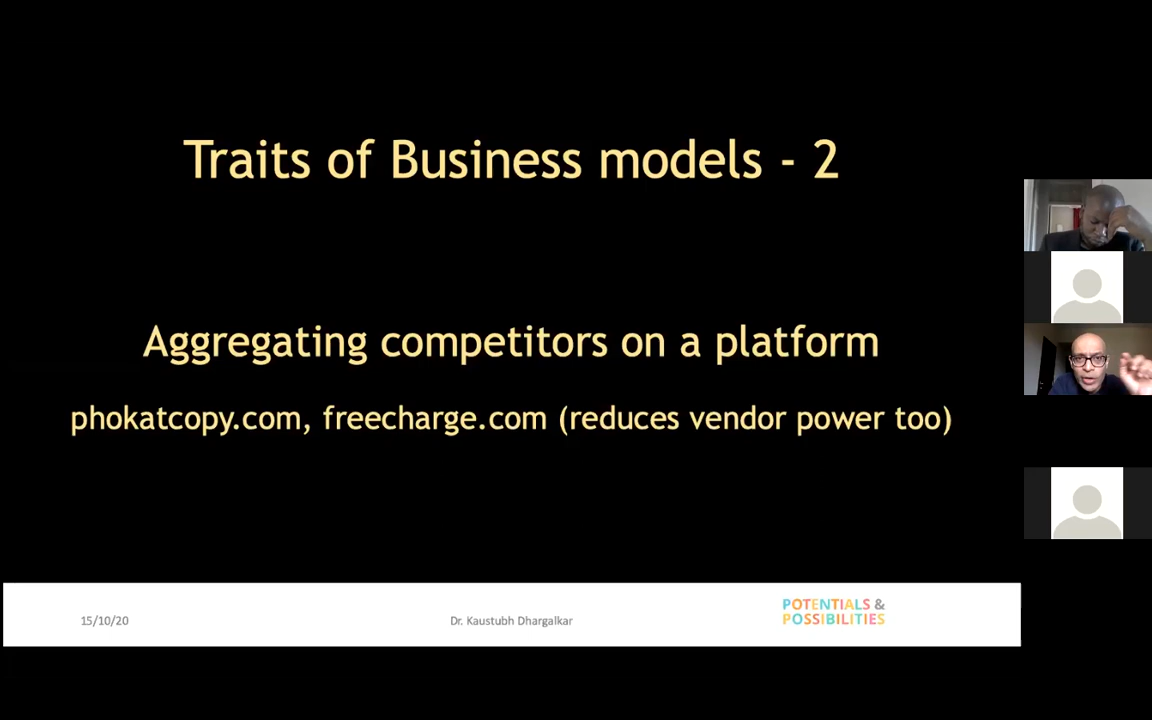 Traits of Business models - 2
Aggregating competitors on a platform
phokatcopy.com, freecharge.com (reduces vendor power too)
15/10/20
Dr. Kaustubh Dhargalkar
POTENTIALS &
POSSIBILITIES